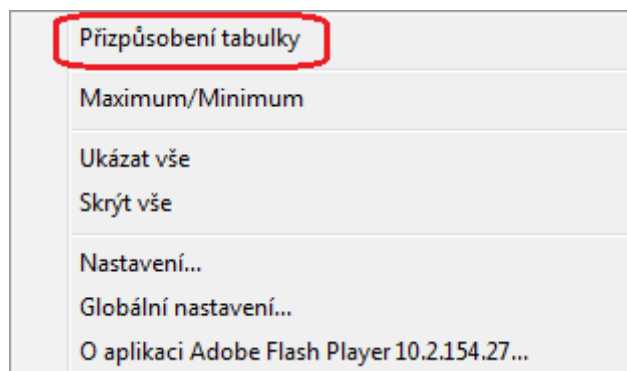 Přizpůsobení tabulky
Maximum/Minimum
Ukázat vše
Skrýt vše
Nastavení...
Globální nastavení...
O aplikaci Adobe Flash Player 10.2.154.27...